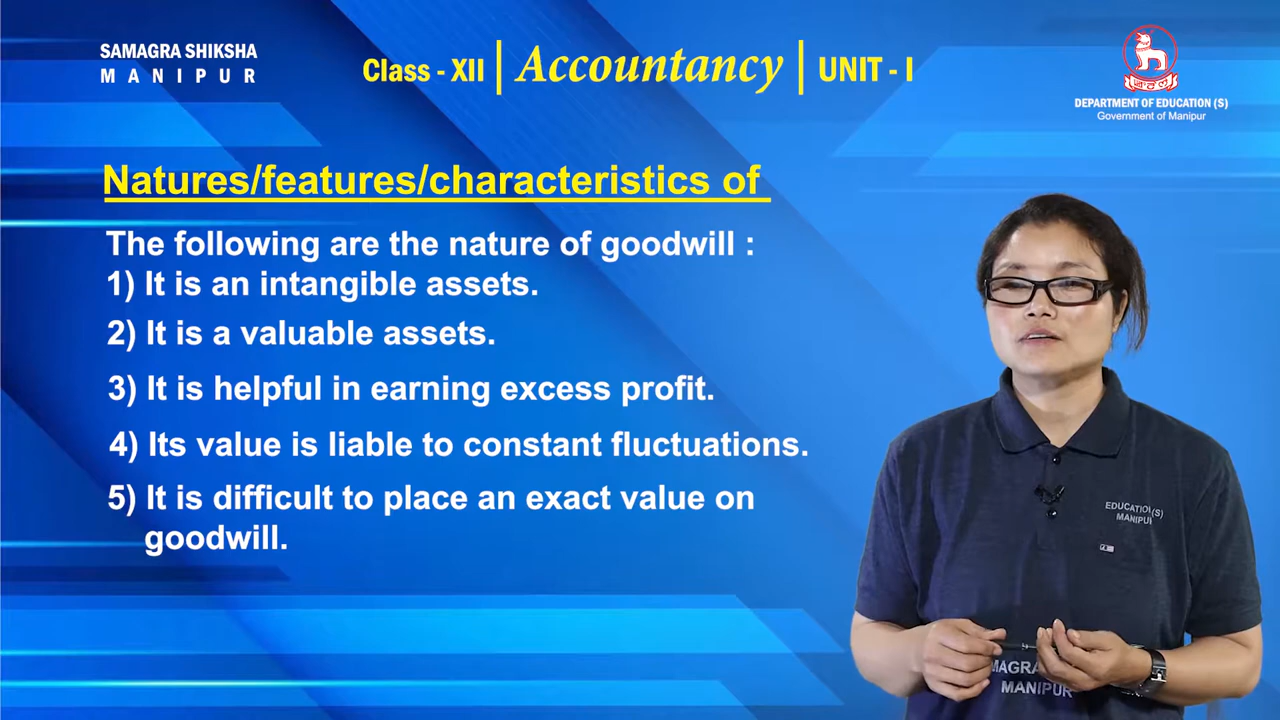 SAMAGRA SHIKSHA
MANIPUR
Class - XII | Accountancy | UNIT - I
DEPARTMENT OF EDUCATION (S)
Government of Manipur
Natures/features/characteristics of
The following are the nature of goodwill :
1) It is an intangible assets.
2) It is a valuable assets.
3) It is helpful in earning excess profit.
4) Its value is liable to constant fluctuations.
5) It is difficult to place an exact value on
goodwill.
EDUCATION (S)
MANIPUR
MAGRA
MANIPUR